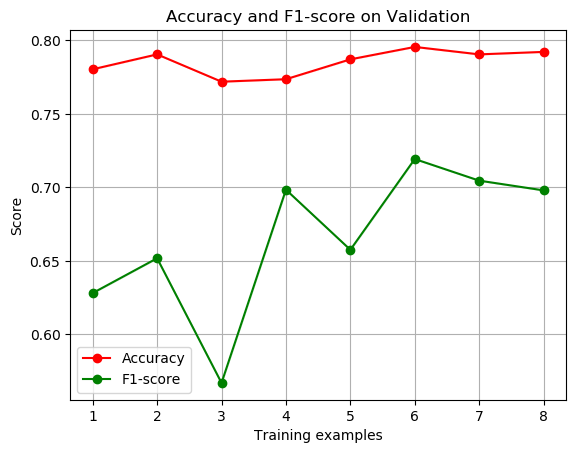 Accuracy and F1-score on Validation
0.80
0.75
0.70
0.65
0.60
Score
Accuracy
F1-score
1 2 3 4 5 6 7 8
Training examples